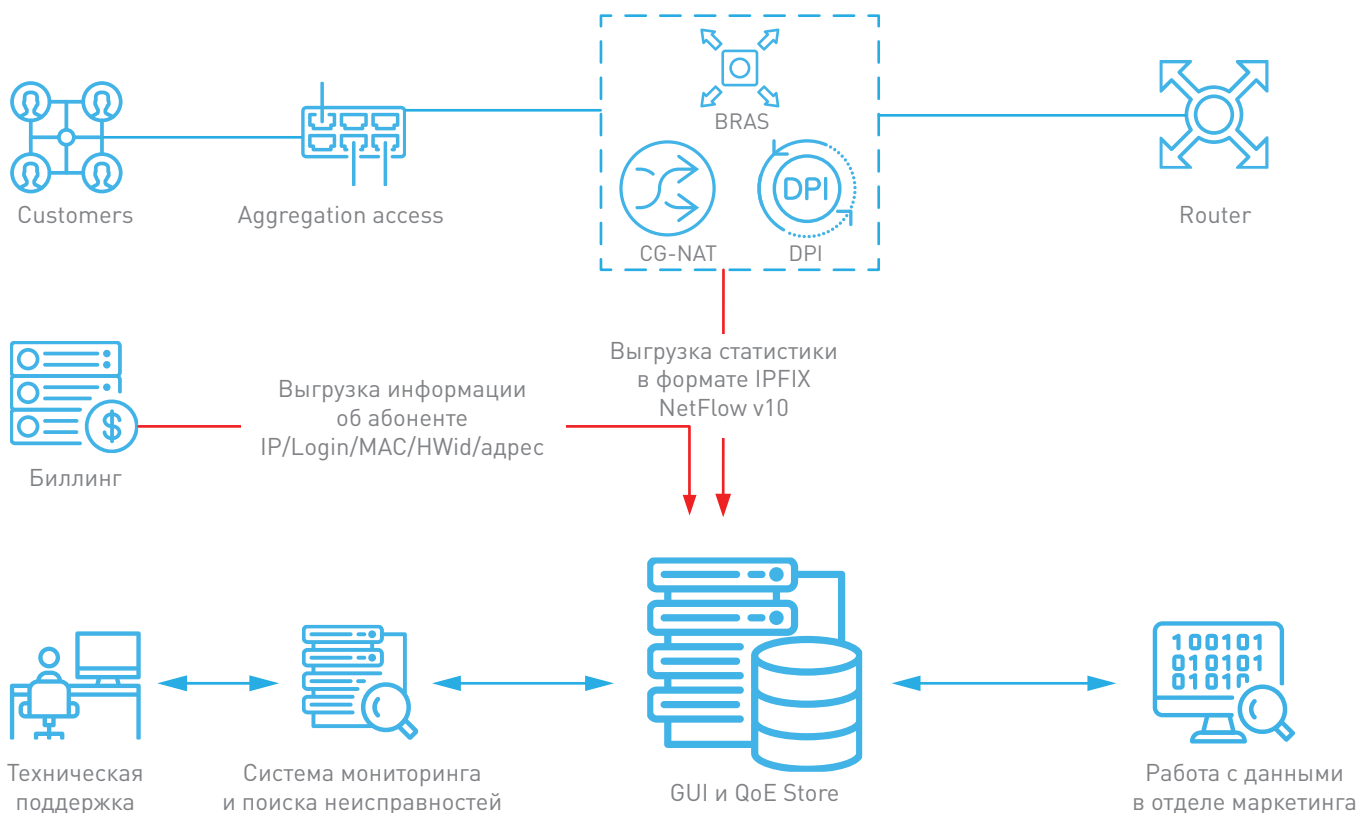 BRAS
CG-NAT
DPI
DPI
Customers
Aggregation access
Router
Выгрузка статистики
в формате IPFIX
NetFlow v10
Выгрузка информации
об абоненте
IP/Login/MAC/HWid/адрес
$
Биллинг
100101
010101
01010
Техническая
поддержка
Система мониторинга
и поиска неисправностей
GUI и QoE Store
Работа с данными
в отделе маркетинга